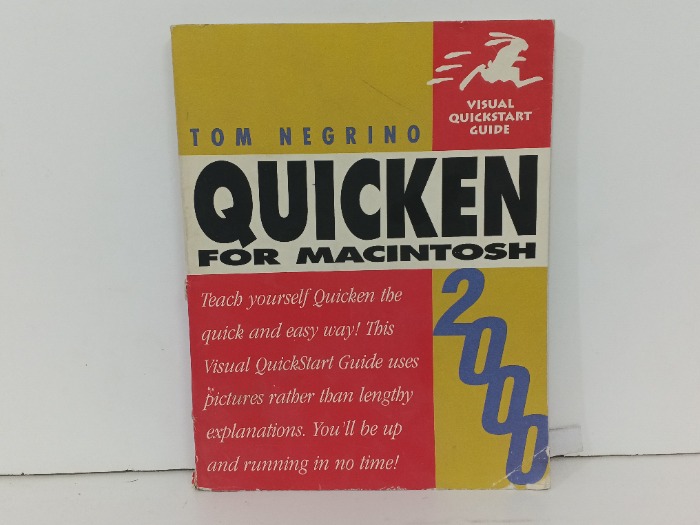 VISUAL
QUICKSTART
GUIDE
TOM NEGRINO
QUICKEN
FOR MACINTOSH
2000
Teach yourself Quicken the
quick and easy way! This
Visual QuickStart Guide uses
pictures rather than lengthy
explanations. You'll be up
and running in no time!